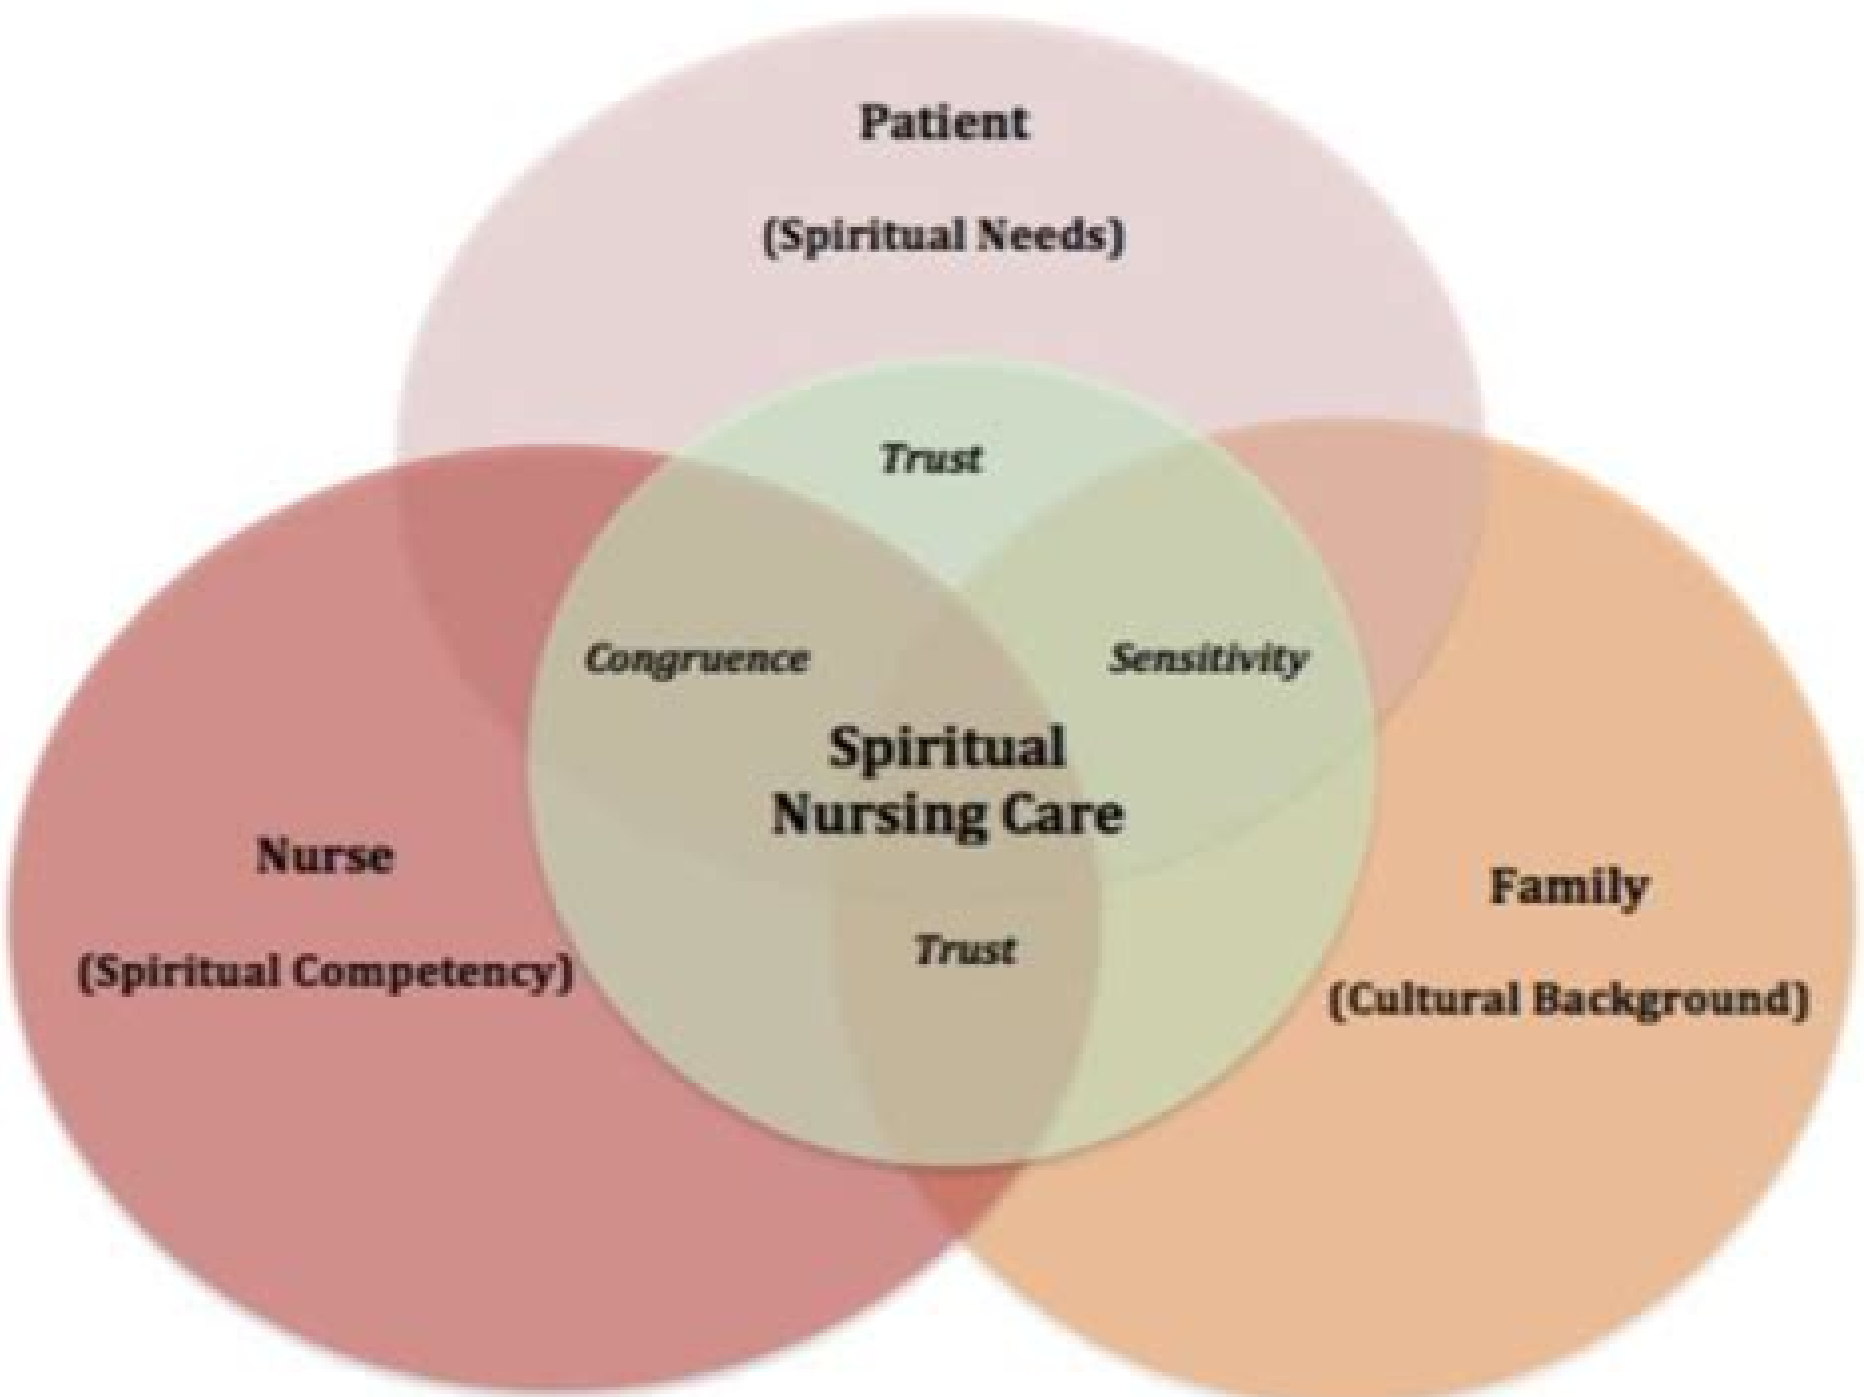 Patient
(Spiritual Needs)
Trust
Congruence
Sensitivity
Spiritual
Nursing Care
Nurse
Family
Trust
(Spiritual Competency)
(Cultural Background)